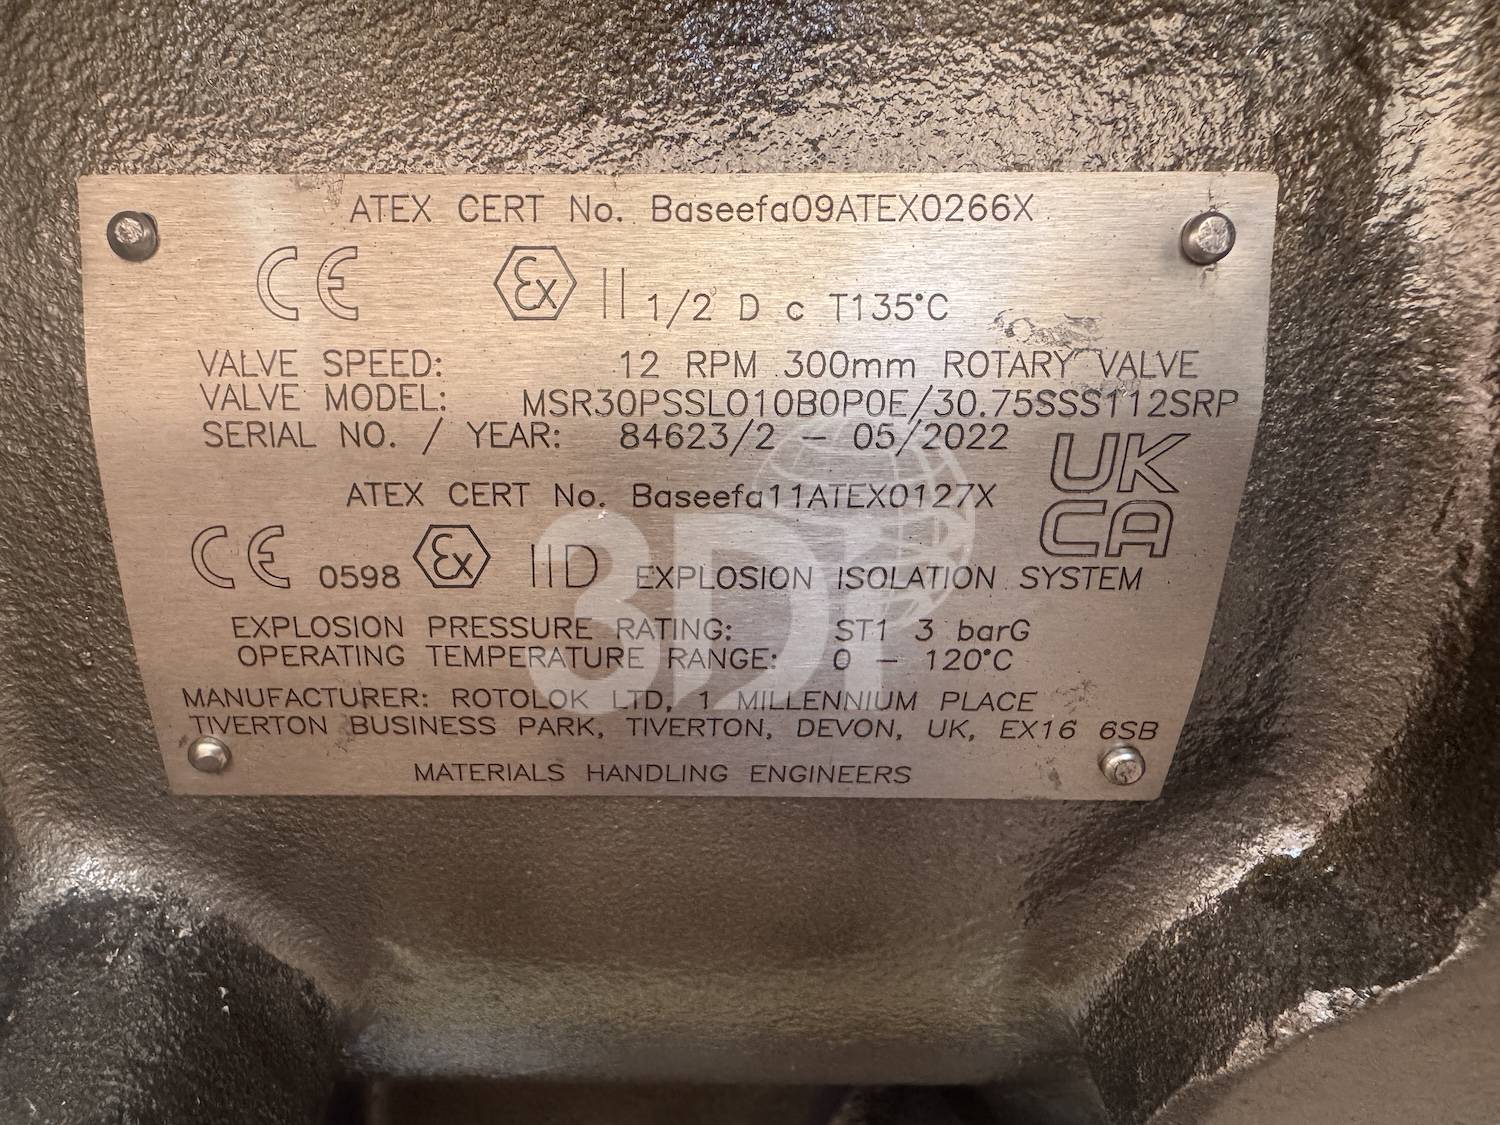 ATEX CERT No. Baseefa09ATEX0266X
CE Ex II 1/2 D c T135°C
VALVE SPEED: 12 RPM 300mm ROTARY VALVE
VALVE MODEL: MSR30PSSLO10B0P0E/30.75SSS112SRP
SERIAL NO. / YEAR: 84623/2 – 05/2022
UK
CA
ATEX CERT No. Baseefa11ATEX0127X
CE 0598 Ex IID EXPLOSION ISOLATION SYSTEM
EXPLOSION PRESSURE RATING: ST1 3 barG
OPERATING TEMPERATURE RANGE: 0 – 120°C
MANUFACTURER: ROTOLOK LTD, 1 MILLENNIUM PLACE
TIVERTON BUSINESS PARK, TIVERTON, DEVON, UK, EX16 6SB
MATERIALS HANDLING ENGINEERS
3DI